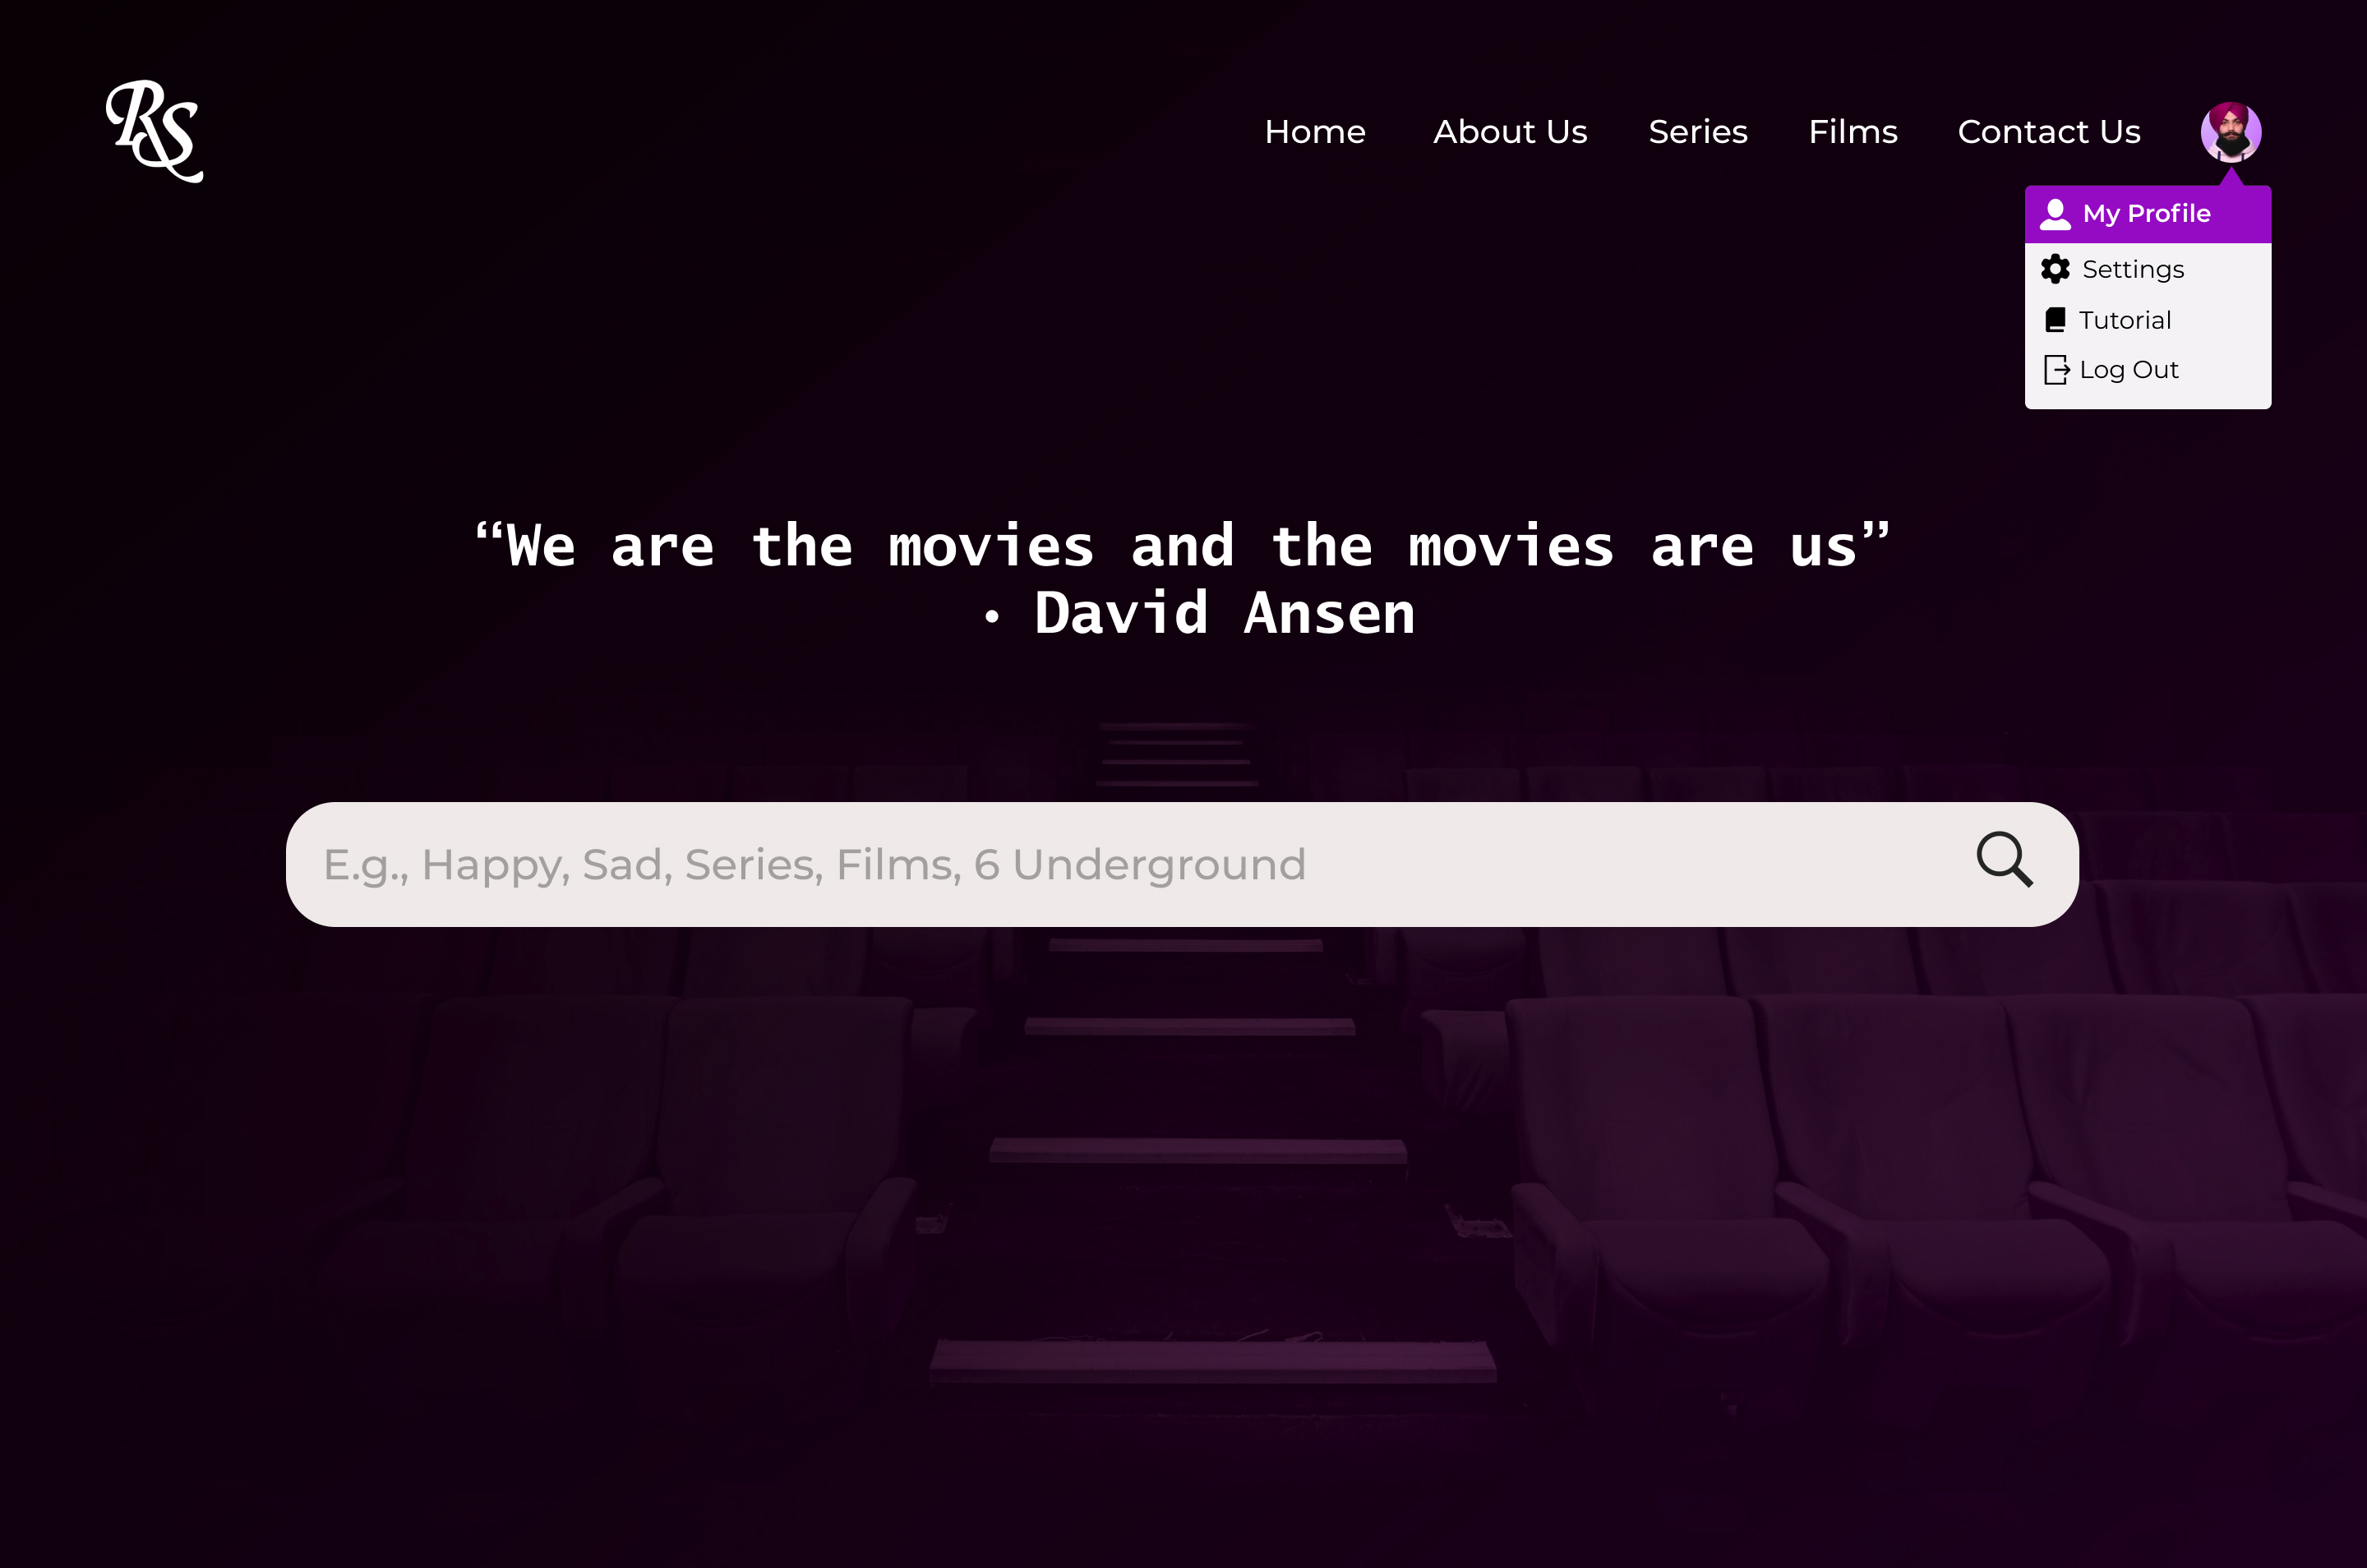 RS
Home About Us Series Films Contact Us
My Profile
Settings
Tutorial
Log Out
“We are the movies and the movies are us”
• David Ansen
E.g., Happy, Sad, Series, Films, 6 Underground